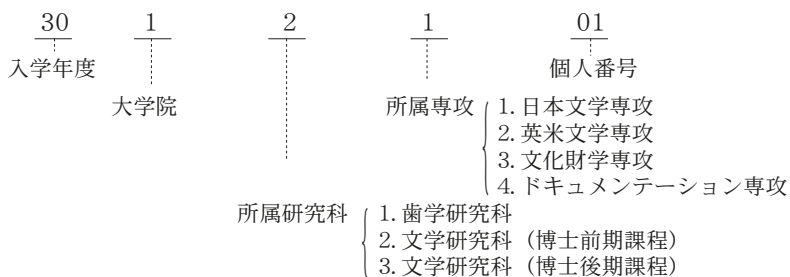 30 1 2 1 01
入学年度 個人番号
大学院 所属専攻 1. 日本文学専攻
2. 英米文学専攻
3. 文化財学専攻
4. ドキュメンテーション専攻
所属研究科 1. 歯学研究科
2. 文学研究科(博士前期課程)
3. 文学研究科(博士後期課程)